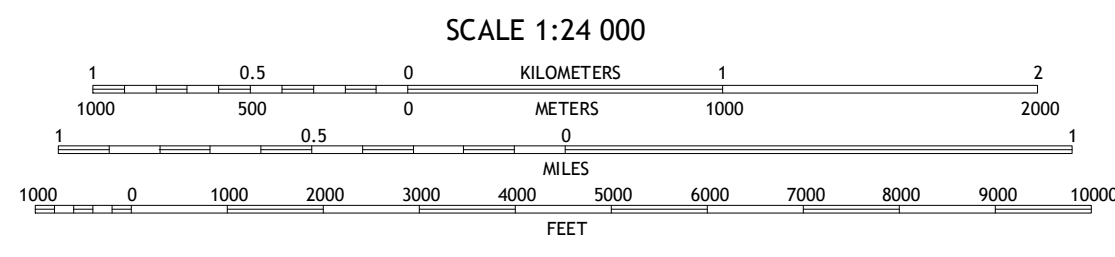 SCALE 1:24 000
1 0.5 0 KILOMETERS 1 2
1000 500 0 METERS 1000 2000
1 0.5 0 1
MILES
1000 0 1000 2000 3000 4000 5000 6000 7000 8000 9000 10000
FEET